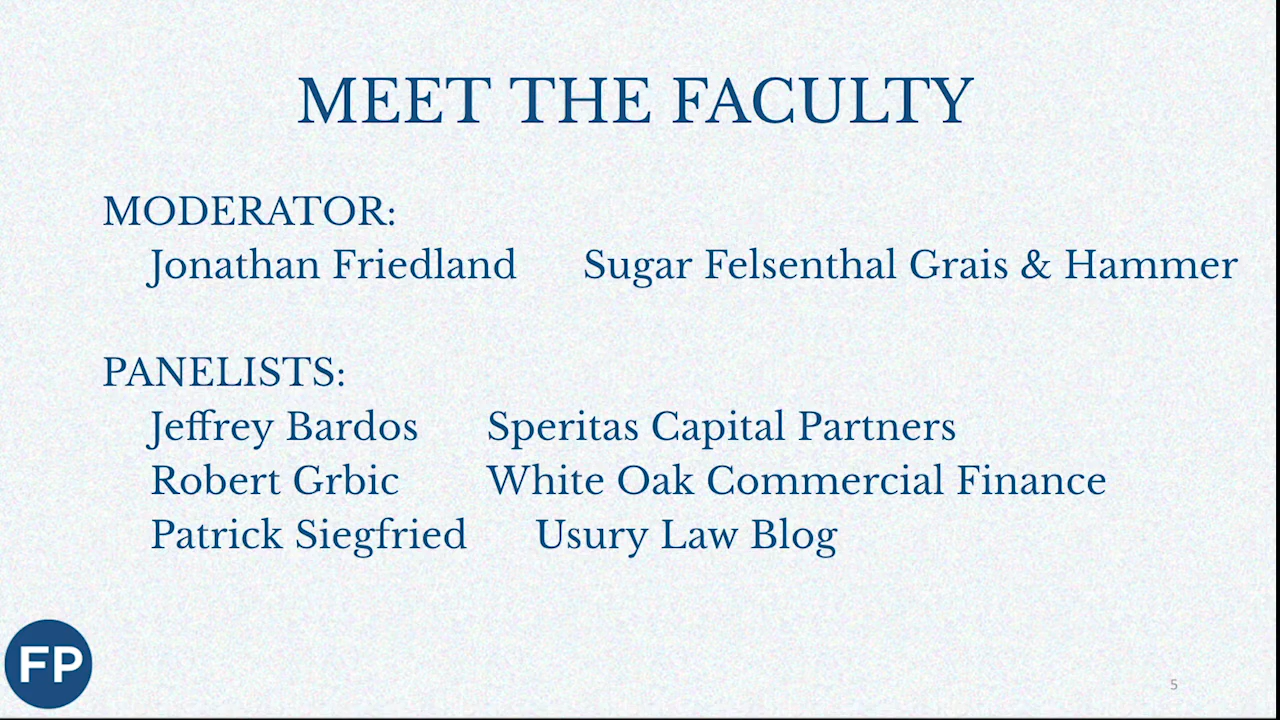 MEET THE FACULTY
MODERATOR:
Jonathan Friedland Sugar Felsenthal Grais & Hammer
PANELISTS:
Jeffrey Bardos Speritas Capital Partners
Robert Grbic White Oak Commercial Finance
Patrick Siegfried Usury Law Blog
FP
5